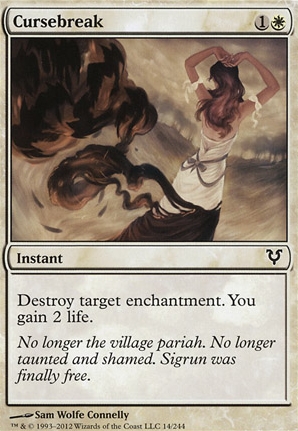 Cursebreak 1
Instant
Destroy target enchantment. You
gain 2 life.
No longer the village pariah. No longer
taunted and shamed. Sigrun was
finally free.
Sam Wolfe Connelly
™ & © 1993–2012 Wizards of the Coast LLC 14/244